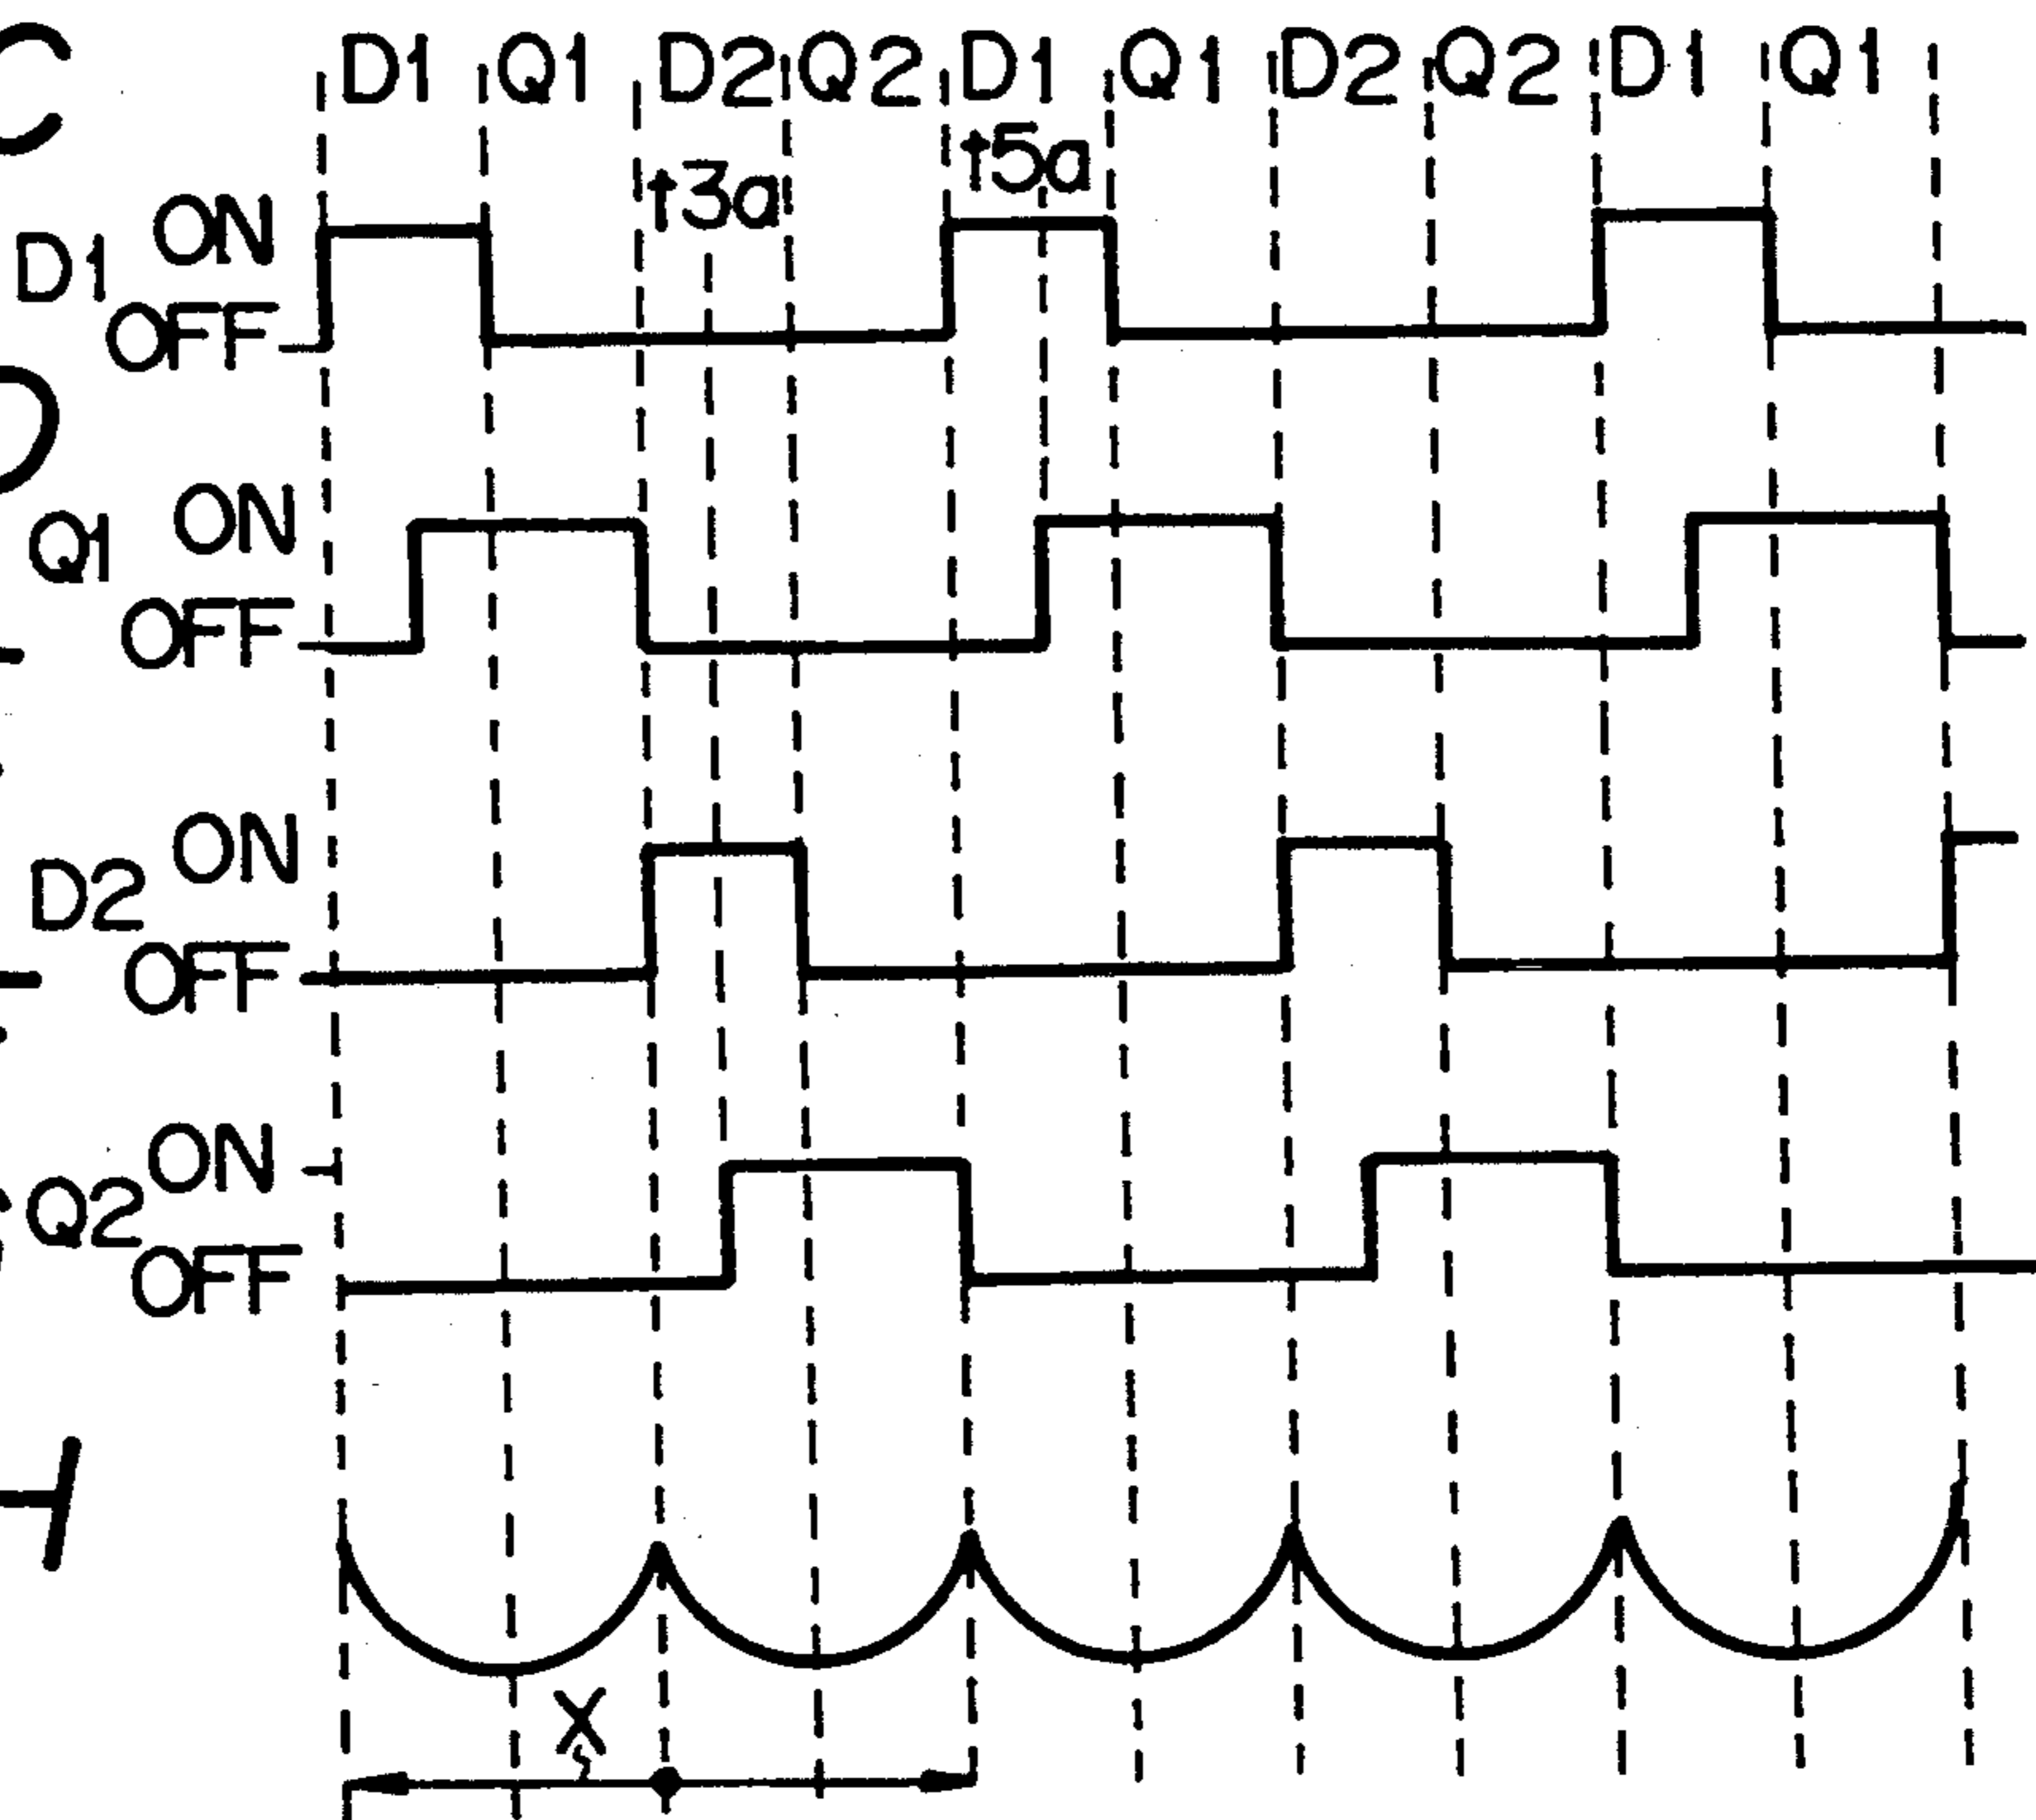 C
D1 Q1 D2 Q2 D1 Q1 D2 Q2 D1 Q1
t3a t5a
D1 ON
OFF
D
Q1 ON
OFF
D2 ON
OFF
Q2 ON
OFF
X